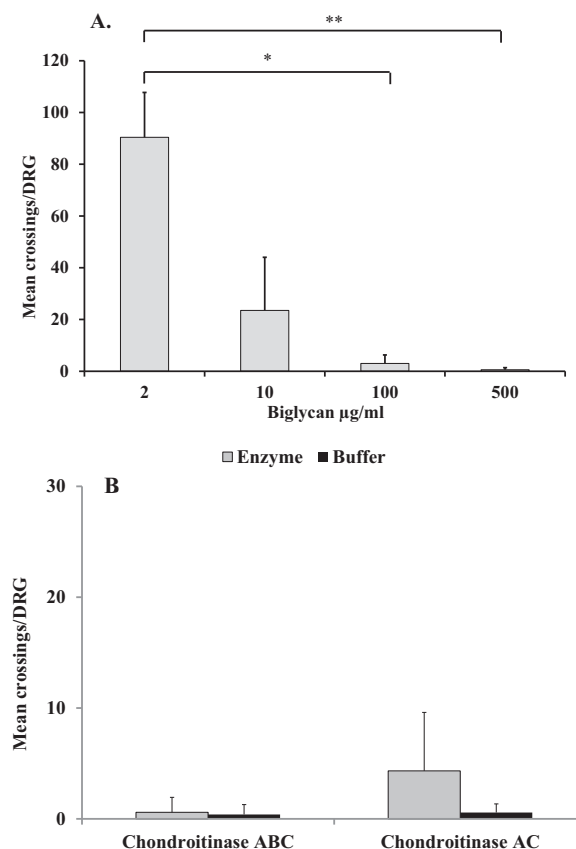 A.
**
*
Mean crossings/DRG
120
100
80
60
40
20
0
2 10 100 500
Biglycan µg/ml
Enzyme Buffer
B
Mean crossings/DRG
30
20
10
0
Chondroitinase ABC Chondroitinase AC